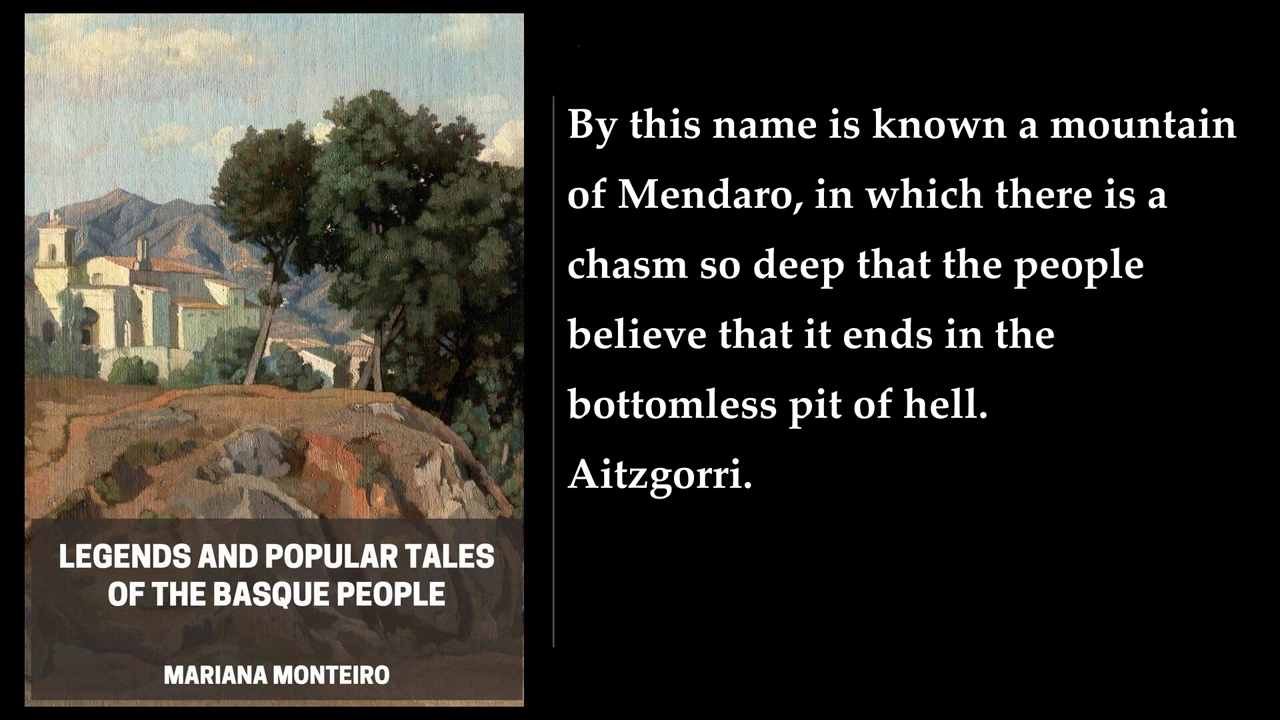 LEGENDS AND POPULAR TALES
OF THE BASQUE PEOPLE
MARIANA MONTEIRO
By this name is known a mountain
of Mendaro, in which there is a
chasm so deep that the people
believe that it ends in the
bottomless pit of hell.
Aitzgorri.